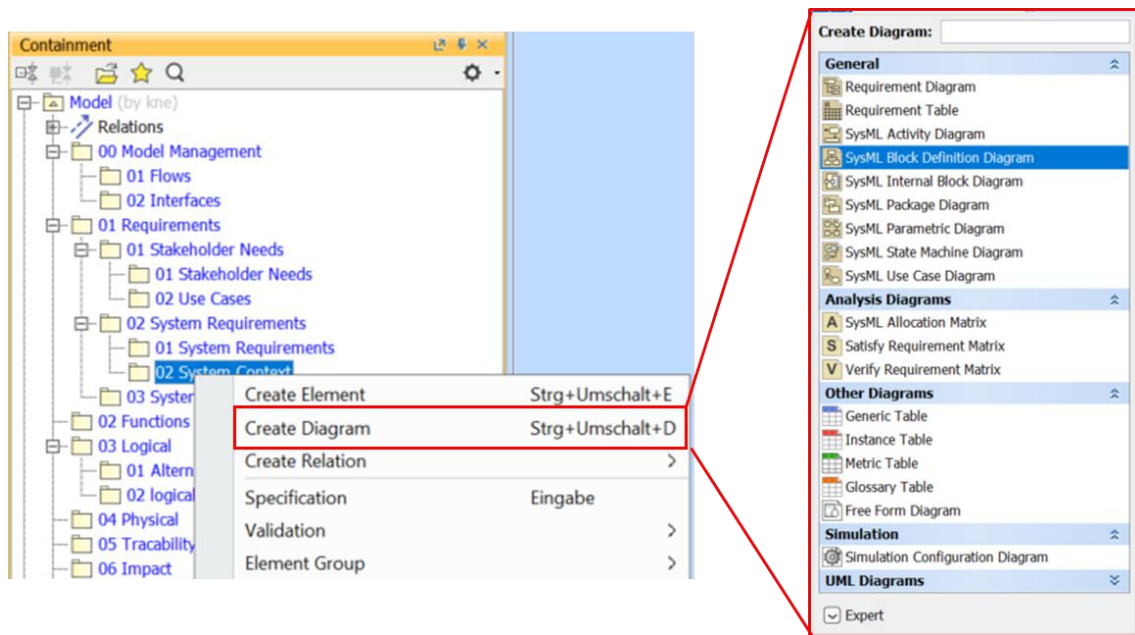 Containment
Model (by kne)
Relations
00 Model Management
01 Flows
02 Interfaces
01 Requirements
01 Stakeholder Needs
01 Stakeholder Needs
02 Use Cases
02 System Requirements
01 System Requirements
02 System Context
03 Syster
02 Functions
03 Logical
01 Altern
02 logical
04 Physical
05 Tracability
06 Impact
Create Element Strg+Umschalt+E
Create Diagram Strg+Umschalt+D
Create Relation
Specification Eingabe
Validation
Element Group
Create Diagram:
General
Requirement Diagram
Requirement Table
SysML Activity Diagram
SysML Block Definition Diagram
SysML Internal Block Diagram
SysML Package Diagram
SysML Parametric Diagram
SysML State Machine Diagram
SysML Use Case Diagram
Analysis Diagrams
A SysML Allocation Matrix
S Satisfy Requirement Matrix
V Verify Requirement Matrix
Other Diagrams
Generic Table
Instance Table
Metric Table
Glossary Table
Free Form Diagram
Simulation
Simulation Configuration Diagram
UML Diagrams
Expert